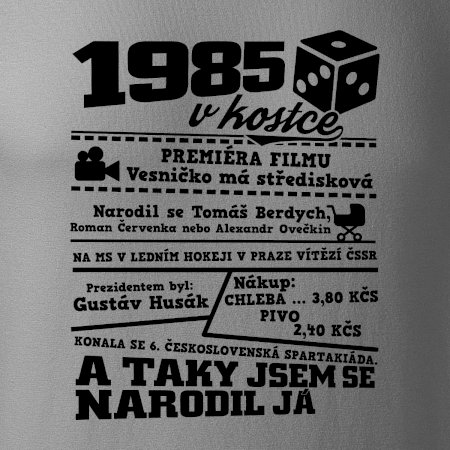 1985
v kostce
PREMIÉRA FILMU
Vesničko má středisková
Narodil se Tomáš Berdych,
Roman Červenka nebo Alexandr Ovečkin
NA MS V LEDNÍM HOKEJI V PRAZE VÍTĚZÍ ČSSR
Prezidentem byl:
Gustáv Husák
Nákup:
CHLEBA ... 3,80 KČS
PIVO
2,40 KČS
KONALA SE 6. ČESKOSLOVENSKÁ SPARTAKIÁDA.
A TAKY JSEM SE
NARODIL JÁ